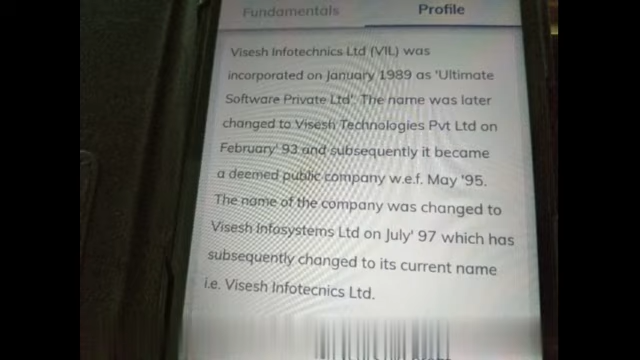 Fundamentals
Profile
Visesh Infotechnics Ltd (VIL) was
incorporated on January 1989 as 'Ultimate
Software Private Ltd'. The name was later
changed to Visesh Technologies Pvt Ltd on
February' 93 and subsequently it became
a deemed public company w.e.f. May '95.
The name of the company was changed to
Visesh Infosystems Ltd on July' 97 which has
subsequently changed to its current name
i.e. Visesh Infotecnics Ltd.